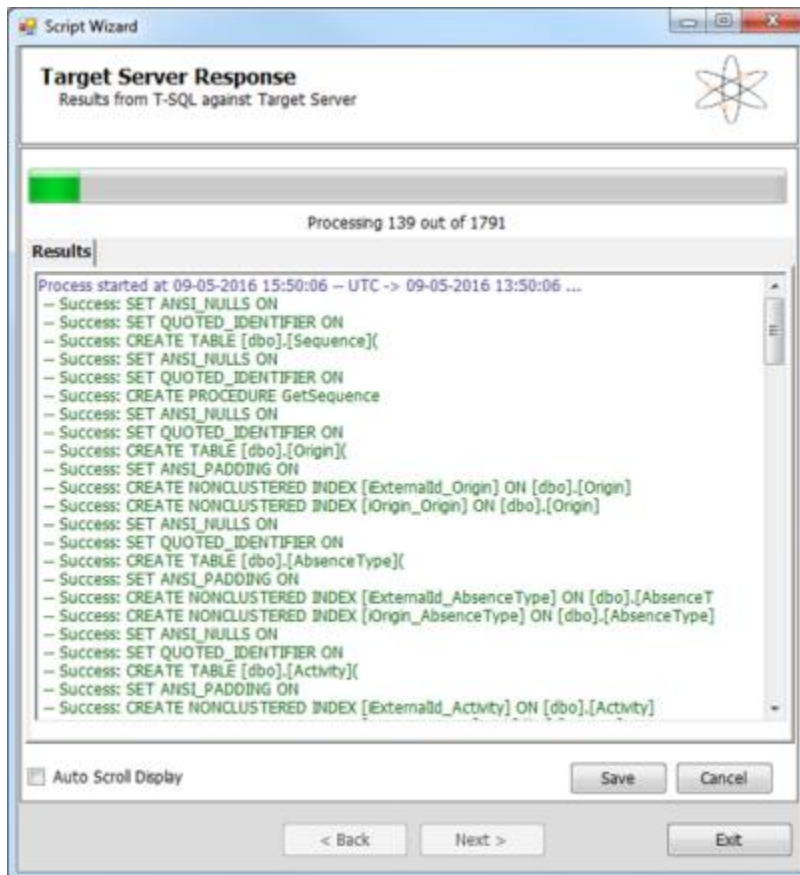 Script Wizard
Target Server Response
Results from T-SQL against Target Server
Processing 139 out of 1791
Results
Process started at 09-05-2016 15:50:06 -- UTC -> 09-05-2016 13:50:06 ...
-- Success: SET ANSI_NULLS ON
-- Success: SET QUOTED_IDENTIFIER ON
-- Success: CREATE TABLE [dbo].[Sequence](
-- Success: SET ANSI_NULLS ON
-- Success: SET QUOTED_IDENTIFIER ON
-- Success: CREATE PROCEDURE GetSequence
-- Success: SET ANSI_NULLS ON
-- Success: SET QUOTED_IDENTIFIER ON
-- Success: CREATE TABLE [dbo].[Origin](
-- Success: SET ANSI_PADDING ON
-- Success: CREATE NONCLUSTERED INDEX [iExternalId_Origin] ON [dbo].[Origin]
-- Success: CREATE NONCLUSTERED INDEX [iOrigin_Origin] ON [dbo].[Origin]
-- Success: SET ANSI_NULLS ON
-- Success: SET QUOTED_IDENTIFIER ON
-- Success: CREATE TABLE [dbo].[AbsenceType](
-- Success: SET ANSI_PADDING ON
-- Success: CREATE NONCLUSTERED INDEX [iExternalId_AbsenceType] ON [dbo].[AbsenceT
-- Success: CREATE NONCLUSTERED INDEX [iOrigin_AbsenceType] ON [dbo].[AbsenceType]
-- Success: SET ANSI_NULLS ON
-- Success: SET QUOTED_IDENTIFIER ON
-- Success: CREATE TABLE [dbo].[Activity](
-- Success: SET ANSI_PADDING ON
-- Success: CREATE NONCLUSTERED INDEX [iExternalId_Activity] ON [dbo].[Activity]
Auto Scroll Display
Save
Cancel
< Back
Next >
Exit